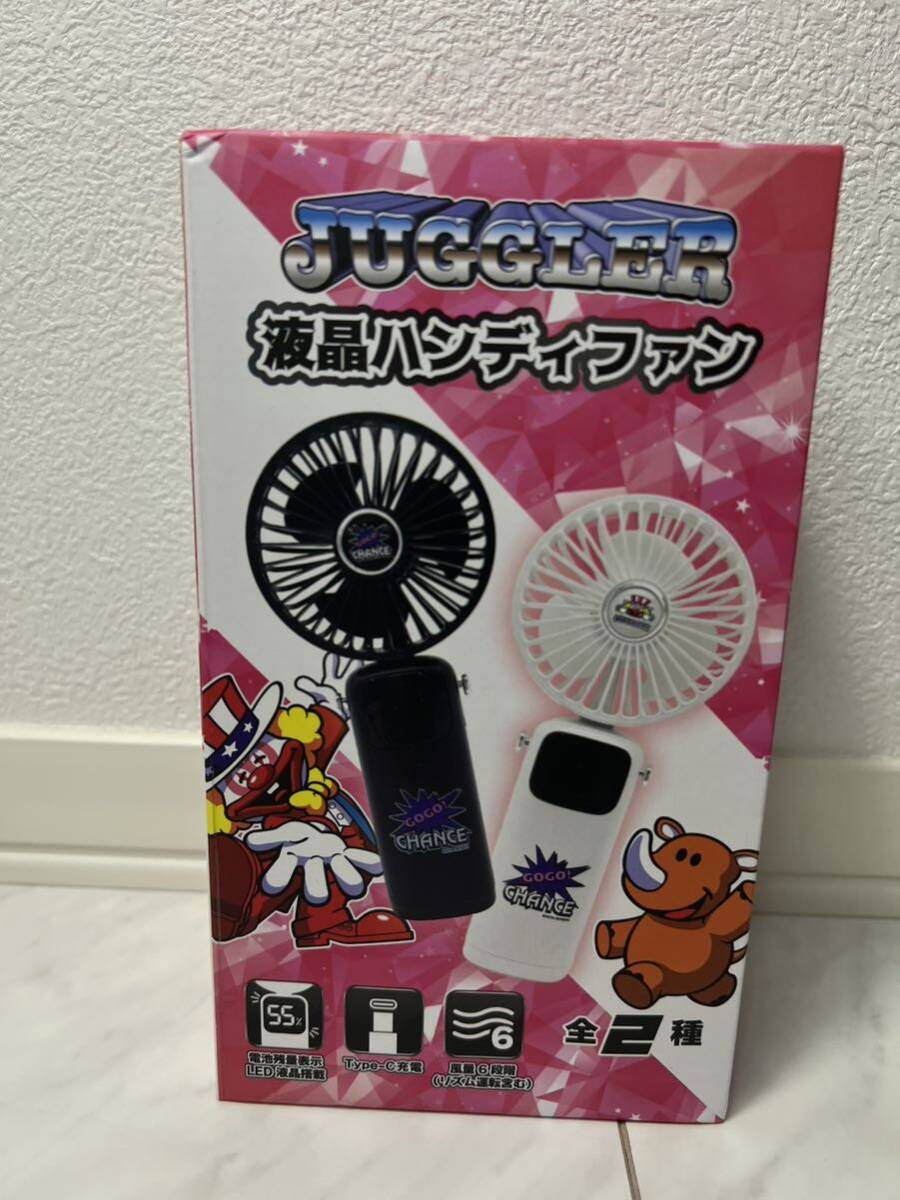 JUGGLER
液晶ハンディファン
GOGO!
CHANCE
GOGO!
CHANCE
GOGO!
CHANCE
55%
電池残量表示
LED液晶搭載
Type-C充電
6
風量6段階
(リズム運転含む)
全2種